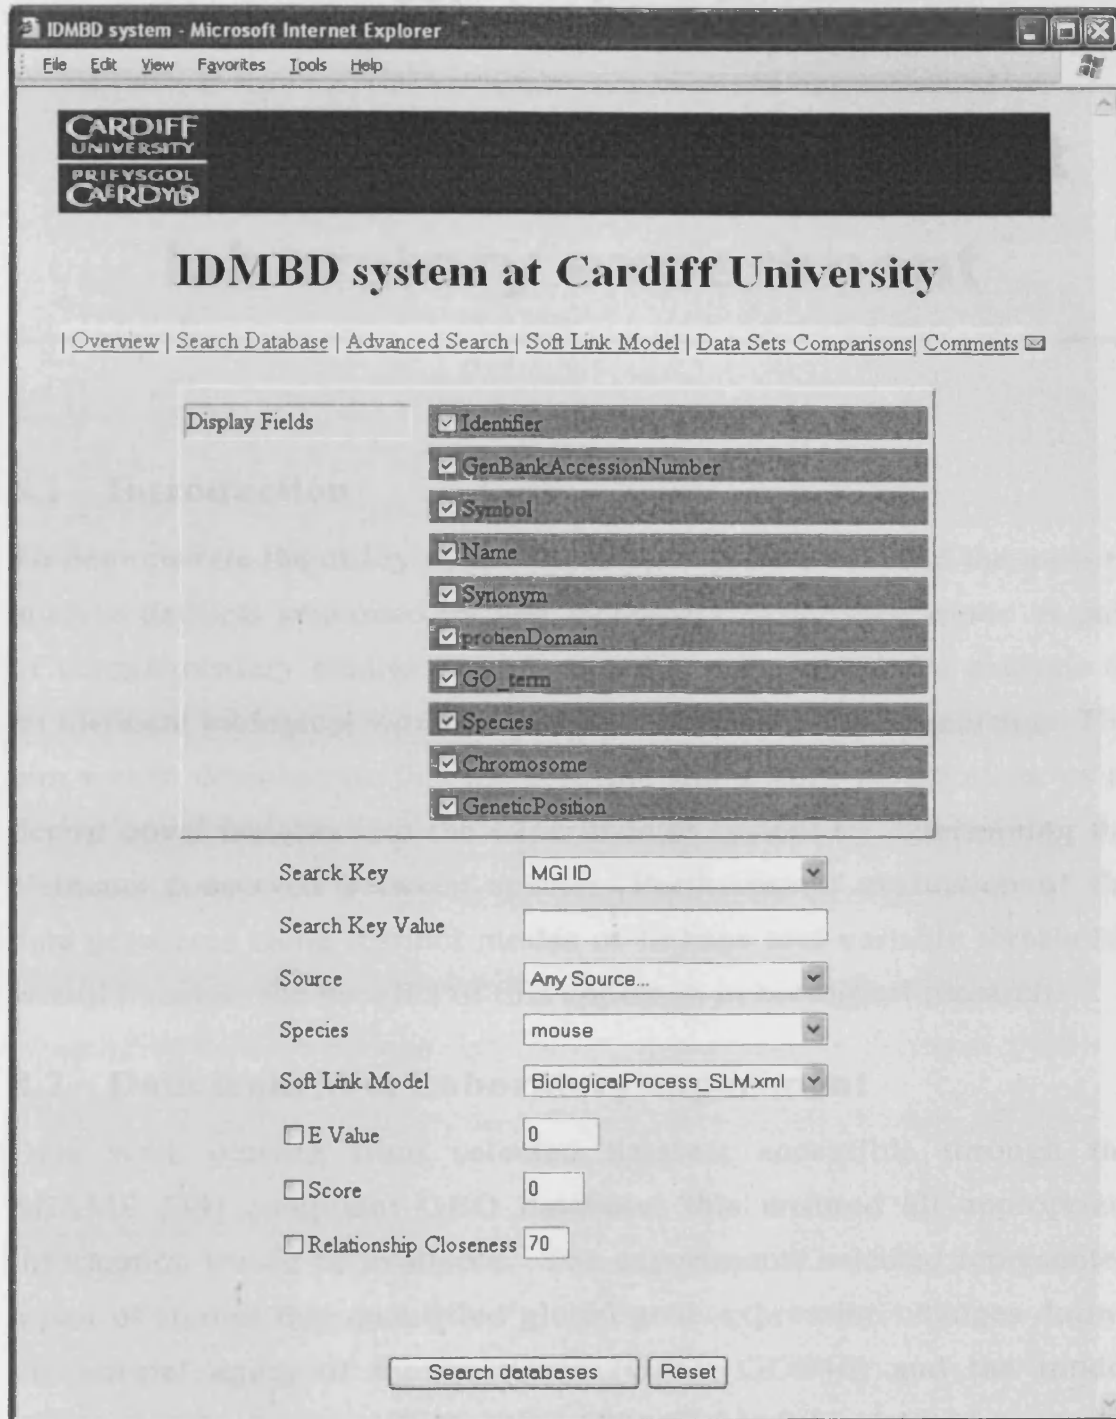 IDMBD system - Microsoft Internet Explorer
File Edit View Favorites Tools Help
CARDIFF
UNIVERSITY
PRIFYSGOL
CAERDYDD
IDMBD system at Cardiff University
| Overview | Search Database | Advanced Search | Soft Link Model | Data Sets Comparisons| Comments
Display Fields
Identifier
GenBankAccessionNumber
Symbol
Name
Synonym
protienDomain
GO_term
Species
Chromosome
GeneticPosition
Searck Key MGI ID
Search Key Value
Source Any Source...
Species mouse
Soft Link Model BiologicalProcess_SLM.xml
E Value 0
Score 0
Relationship Closeness 70
Search databases Reset